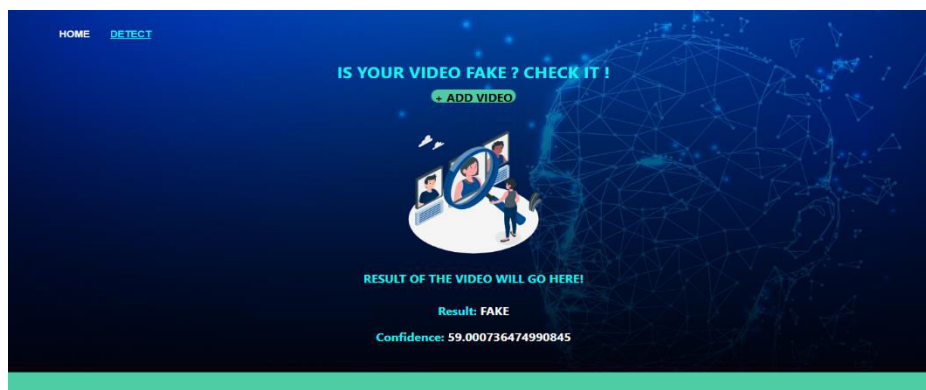 HOME DETECT
IS YOUR VIDEO FAKE ? CHECK IT !
+ ADD VIDEO
RESULT OF THE VIDEO WILL GO HERE!
Result: FAKE
Confidence: 59.000736474990845